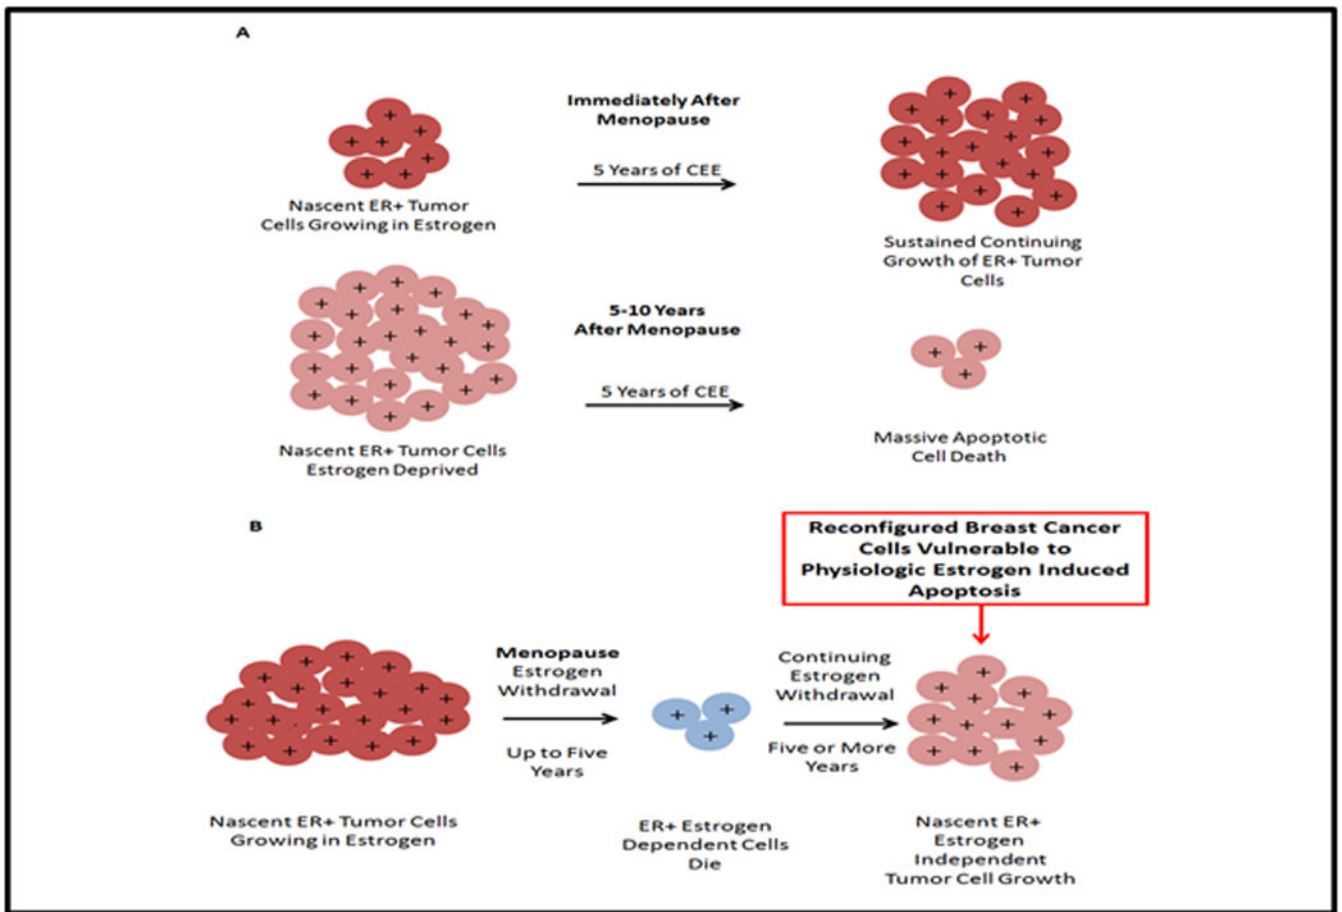 A
Immediately After
Menopause
5 Years of CEE
Nascent ER+ Tumor
Cells Growing in Estrogen
Sustained Continuing
Growth of ER+ Tumor
Cells
5-10 Years
After Menopause
5 Years of CEE
Nascent ER+ Tumor Cells
Estrogen Deprived
Massive Apoptotic
Cell Death
B
Reconfigured Breast Cancer
Cells Vulnerable to
Physiologic Estrogen Induced
Apoptosis
Menopause
Estrogen
Withdrawal
Up to Five
Years
Continuing
Estrogen
Withdrawal
Five or More
Years
Nascent ER+ Tumor Cells
Growing in Estrogen
ER+ Estrogen
Dependent Cells
Die
Nascent ER+
Estrogen
Independent
Tumor Cell Growth